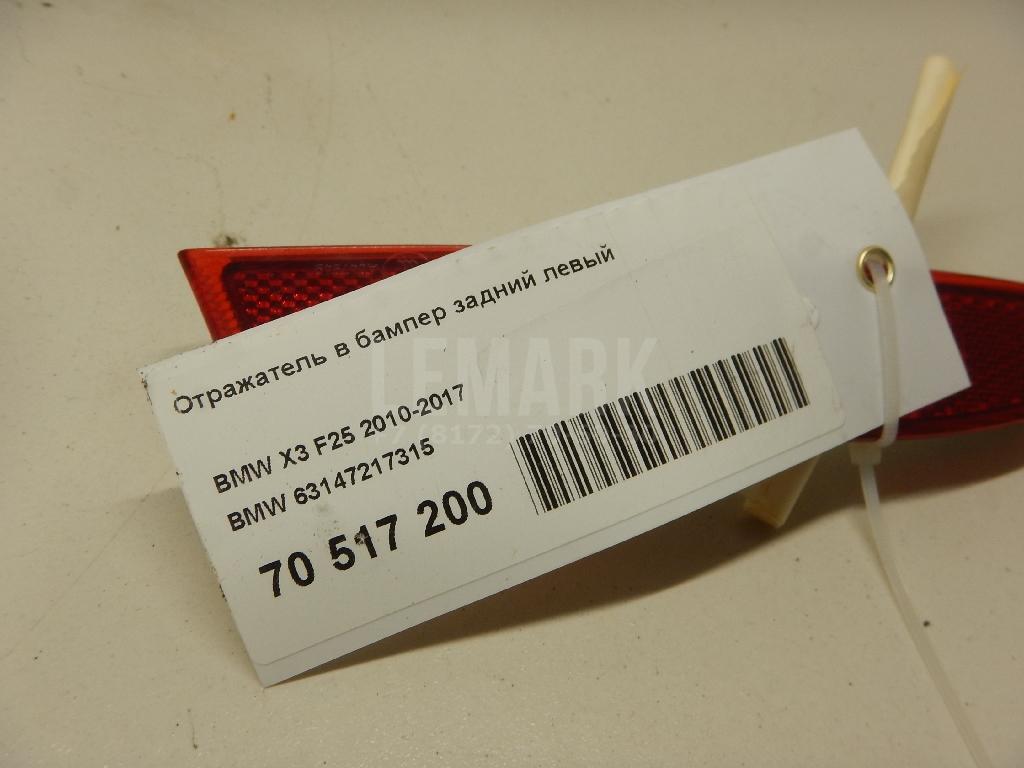 Отражатель в бампер задний левый
BMW X3 F25 2010-2017
BMW 63147217315
70 517 200
LEMARK